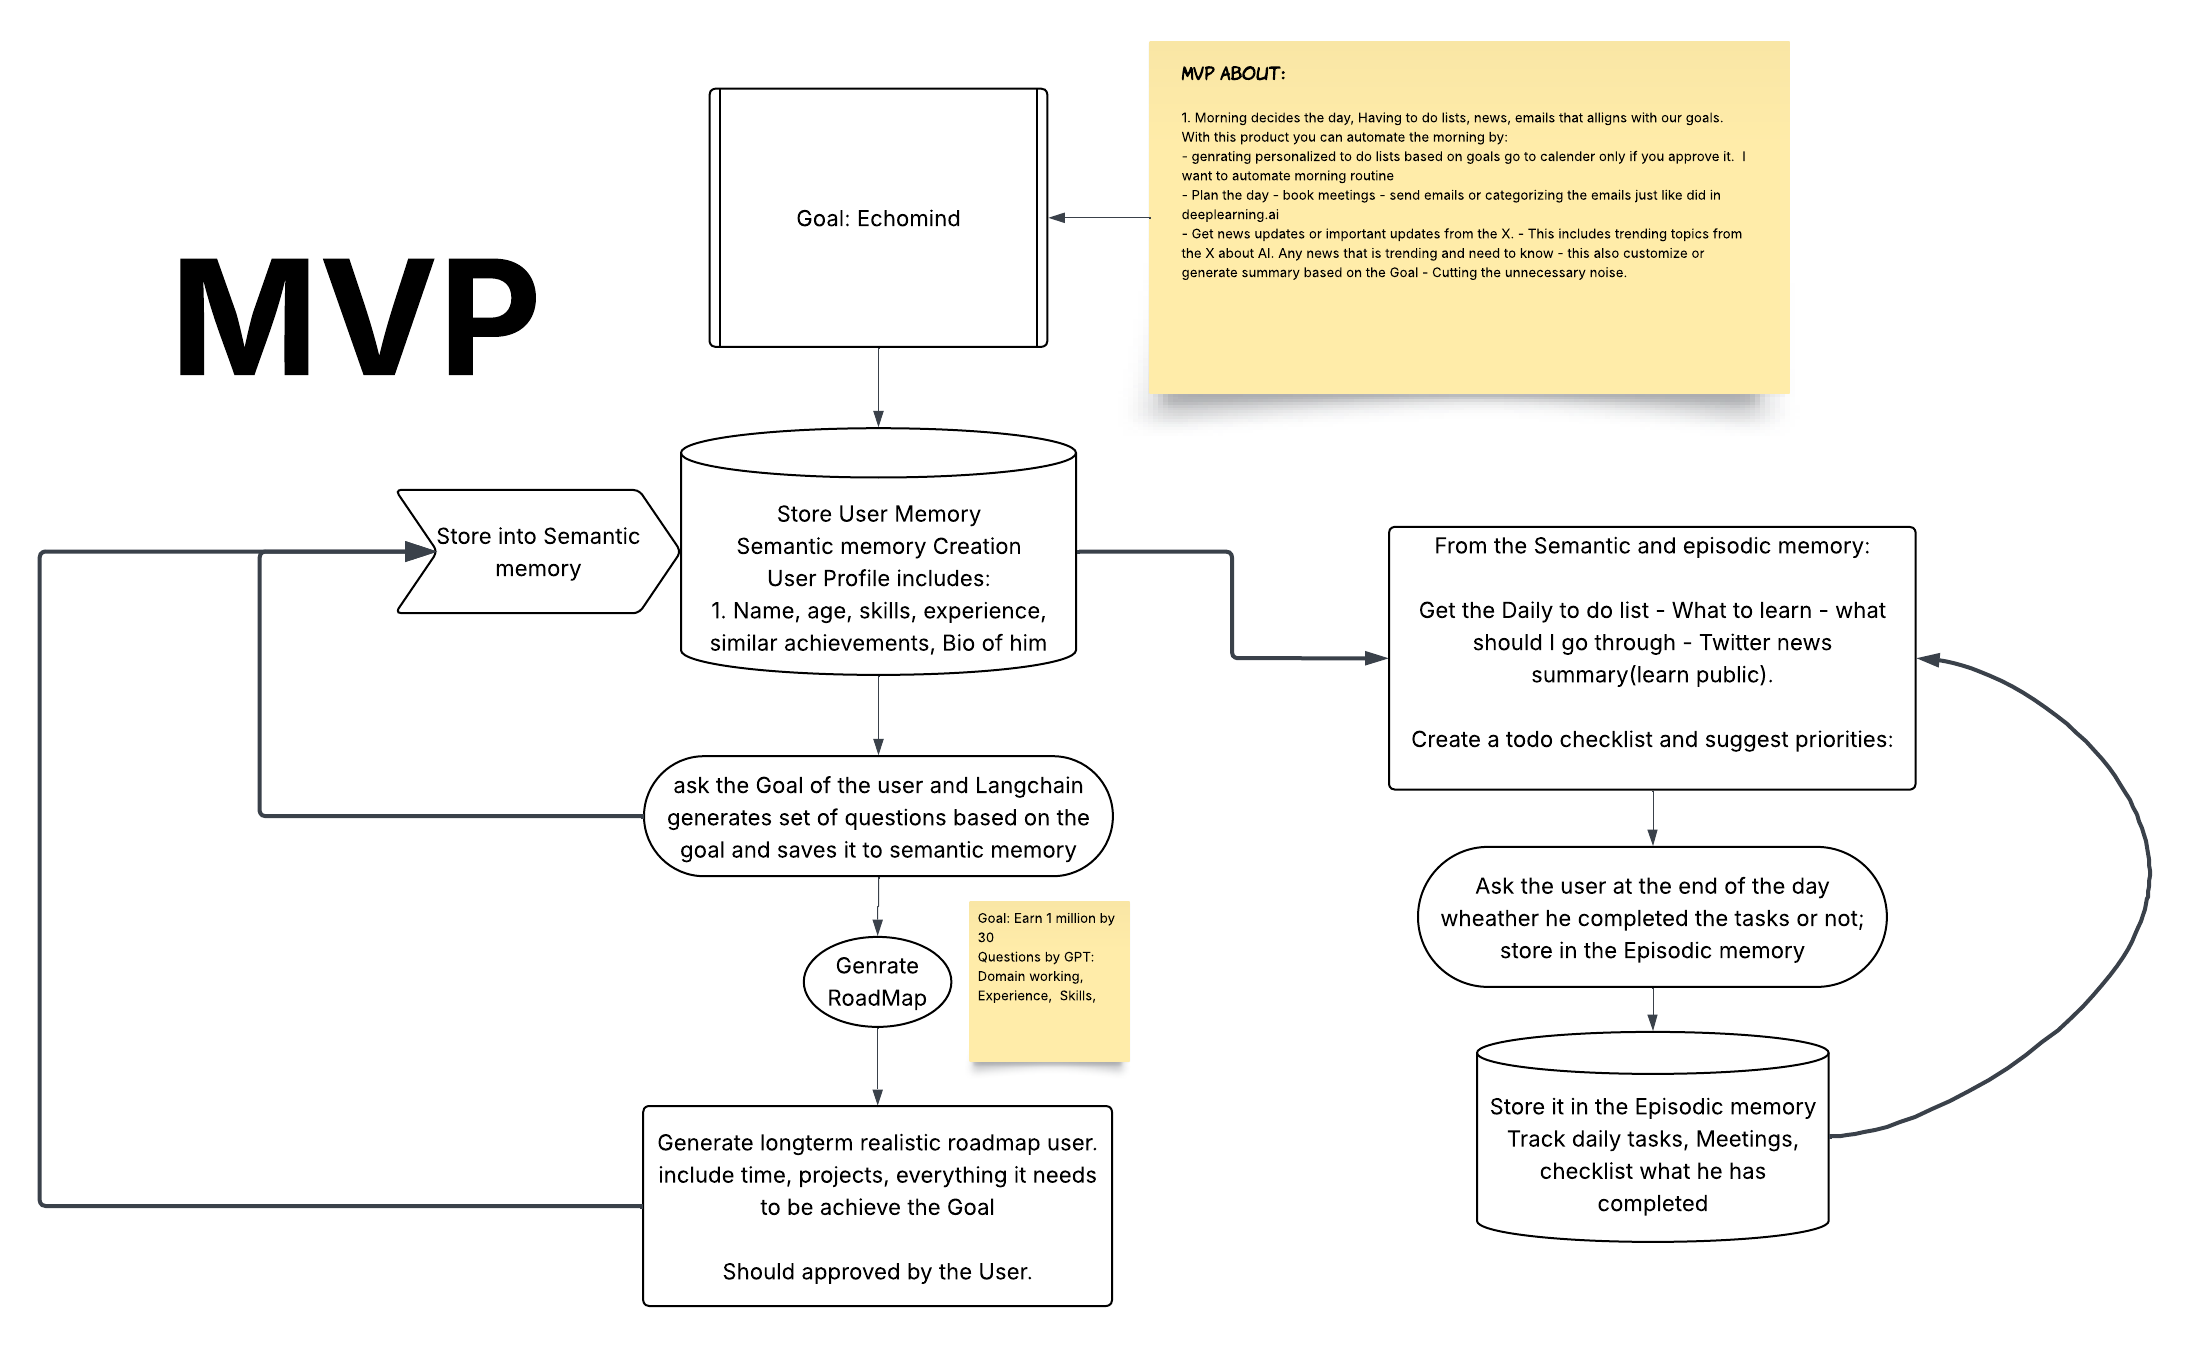 MVP ABOUT:
1. Morning decides the day, Having to do lists, news, emails that alligns with our goals.
With this product you can automate the morning by:
- genrating personalized to do lists based on goals go to calender only if you approve it.  I
want to automate morning routine
- Plan the day - book meetings - send emails or categorizing the emails just like did in
deeplearning.ai
- Get news updates or important updates from the X. - This includes trending topics from
the X about AI. Any news that is trending and need to know - this also customize or
generate summary based on the Goal - Cutting the unnecessary noise.
Goal: Echomind
MVP
Store into Semantic
memory
Store User Memory
Semantic memory Creation
User Profile includes:
1. Name, age, skills, experience,
similar achievements, Bio of him
From the Semantic and episodic memory:
Get the Daily to do list - What to learn - what
should I go through - Twitter news
summary(learn public).
Create a todo checklist and suggest priorities:
ask the Goal of the user and Langchain
generates set of questions based on the
goal and saves it to semantic memory
Genrate
RoadMap
Goal: Earn 1 million by
30
Questions by GPT:
Domain working,
Experience,  Skills,
Ask the user at the end of the day
wheather he completed the tasks or not;
store in the Episodic memory
Generate longterm realistic roadmap user.
include time, projects, everything it needs
to be achieve the Goal
Should approved by the User.
Store it in the Episodic memory
Track daily tasks, Meetings,
checklist what he has
completed